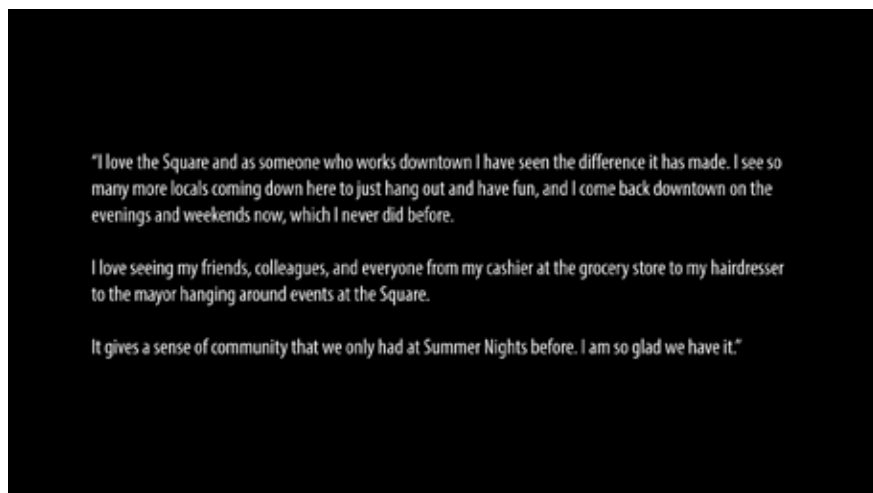 "I love the Square and as someone who works downtown I have seen the difference it has made. I see so
many more locals coming down here to just hang out and have fun, and I come back downtown on the
evenings and weekends now, which I never did before.
I love seeing my friends, colleagues, and everyone from my cashier at the grocery store to my hairdresser
to the mayor hanging around events at the Square.
It gives a sense of community that we only had at Summer Nights before. I am so glad we have it."